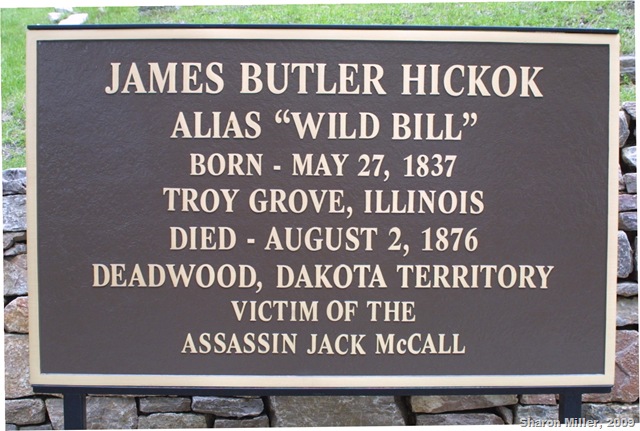 JAMES BUTLER HICKOK
ALIAS “WILD BILL”
BORN - MAY 27, 1837
TROY GROVE, ILLINOIS
DIED - AUGUST 2, 1876
DEADWOOD, DAKOTA TERRITORY
VICTIM OF THE
ASSASSIN JACK McCALL
Sharon Miller, 2009